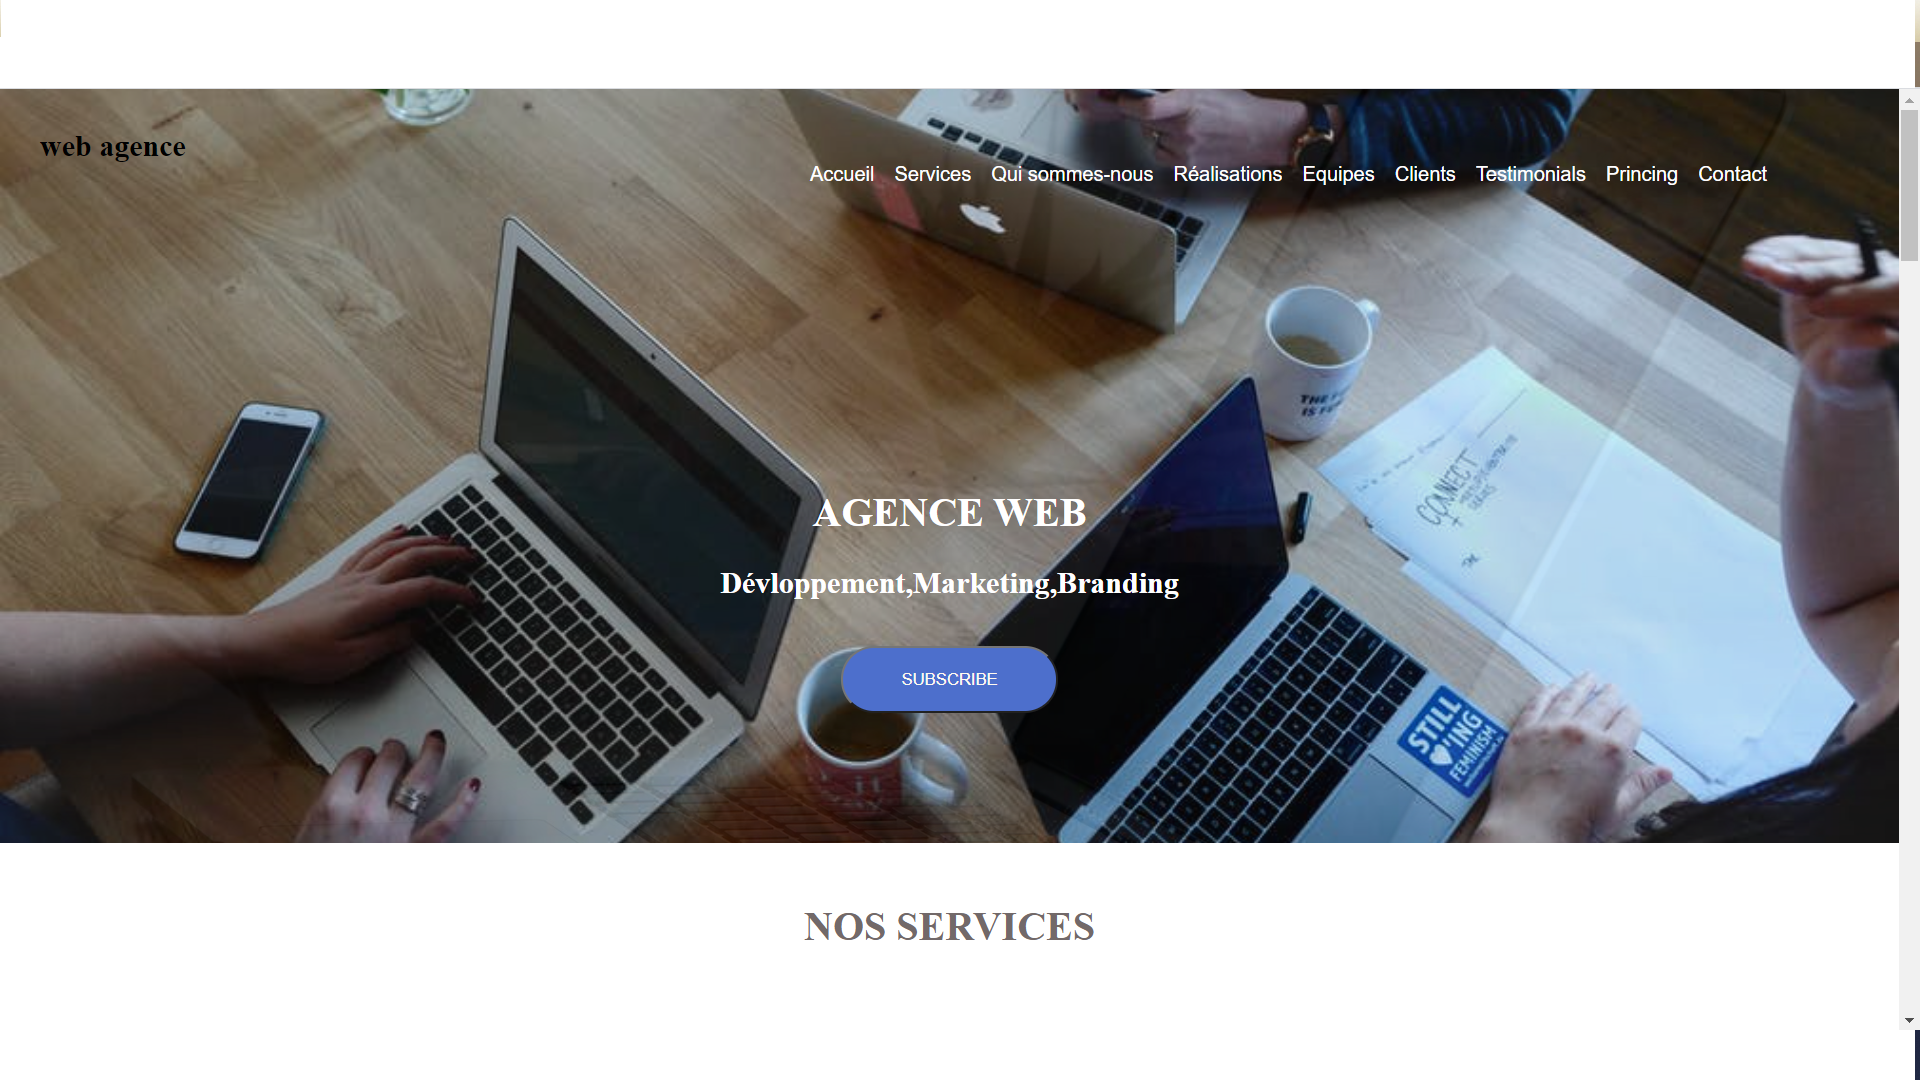 web agence
Accueil Services Qui sommes-nous Réalisations Equipes Clients Testimonials Princing Contact
CONNECT
AGENCE WEB
Dévloppement,Marketing,Branding
SUBSCRIBE
STILL
'ING
FEMINISM
NOS SERVICES